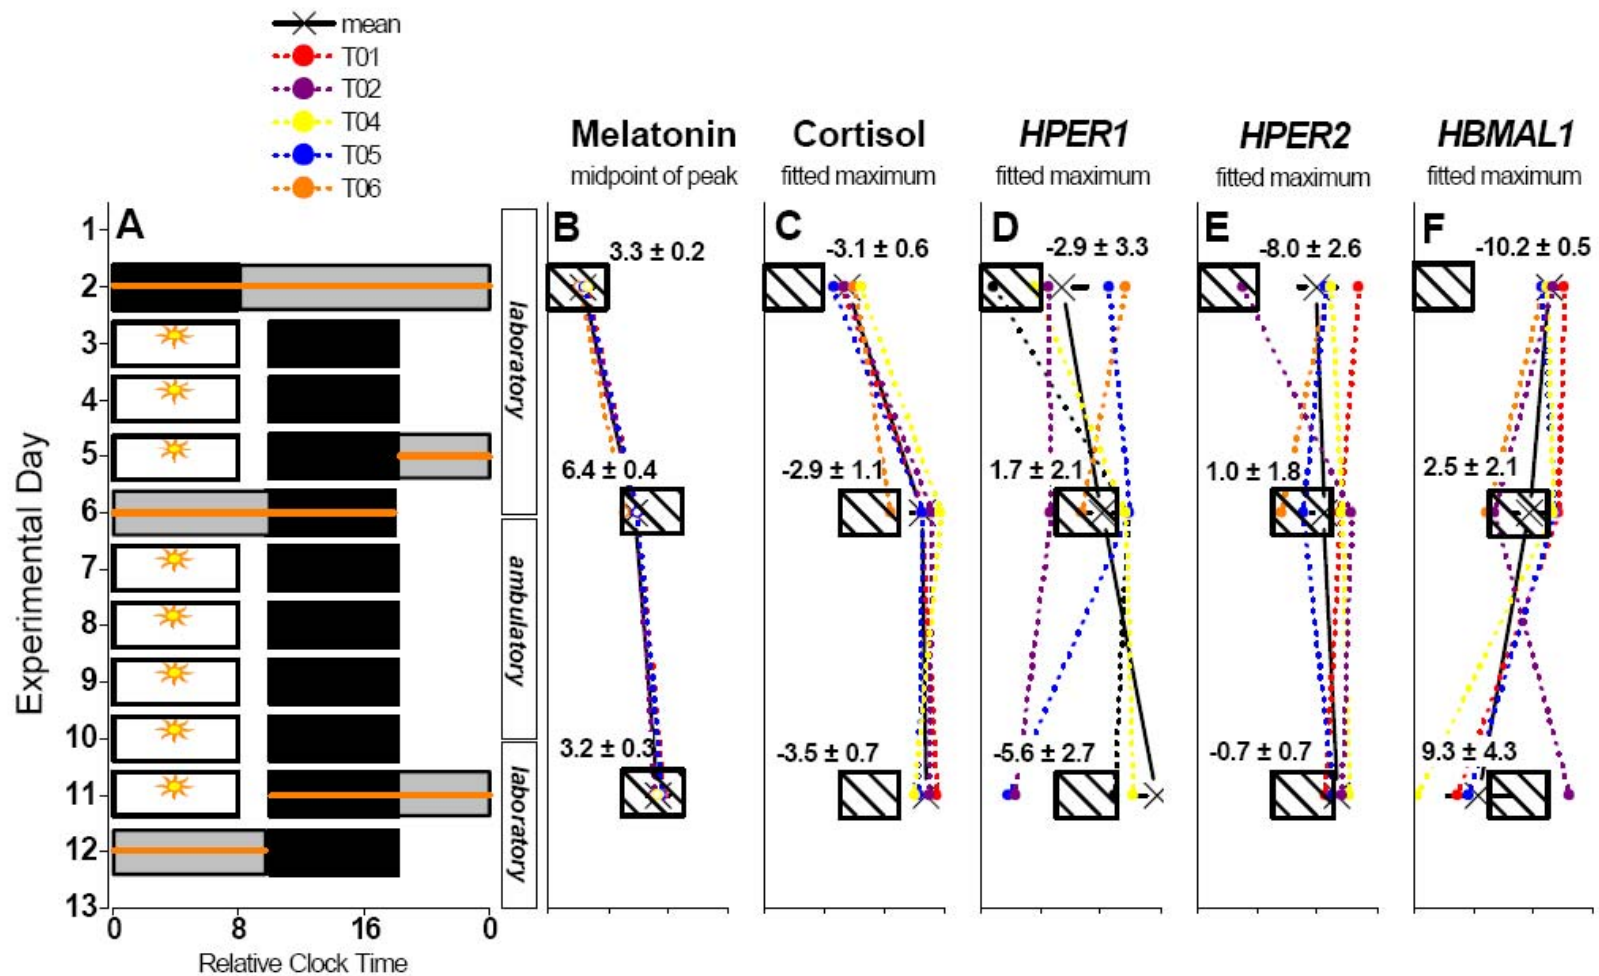 mean
T01
T02
T04
T05
T06
Melatonin
midpoint of peak
Cortisol
fitted maximum
HPER1
fitted maximum
HPER2
fitted maximum
HBMAL1
fitted maximum
A
B
C
D
E
F
3.3 ± 0.2
-3.1 ± 0.6
-2.9 ± 3.3
-8.0 ± 2.6
-10.2 ± 0.5
6.4 ± 0.4
-2.9 ± 1.1
1.7 ± 2.1
1.0 ± 1.8
2.5 ± 2.1
3.2 ± 0.3
-3.5 ± 0.7
-5.6 ± 2.7
-0.7 ± 0.7
9.3 ± 4.3
laboratory
ambulatory
laboratory
Experimental Day
1
2
3
4
5
6
7
8
9
10
11
12
13
0 8 16 0
Relative Clock Time